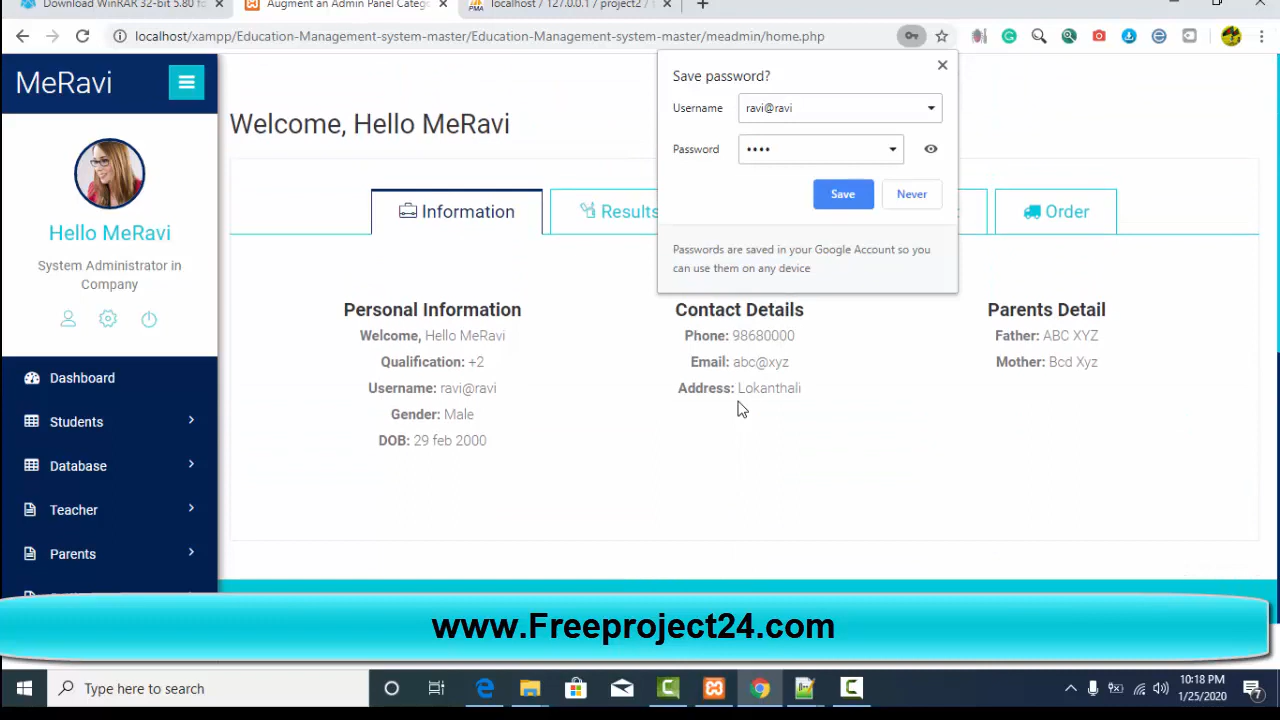 Download WinRAR 32-bit 5.80 fo
Augment an Admin Panel Catego
localhost / 127.0.0.1 / project2 / t
localhost/xampp/Education-Management-system-master/Education-Management-system-master/meadmin/home.php
MeRavi
Hello MeRavi
System Administrator in
Company
Dashboard
Students
Database
Teacher
Parents
Welcome, Hello MeRavi
Information
Results
Order
Save password?
Username ravi@ravi
Password ••••
Save Never
Passwords are saved in your Google Account so you
can use them on any device
Personal Information
Welcome, Hello MeRavi
Qualification: +2
Username: ravi@ravi
Gender: Male
DOB: 29 feb 2000
Contact Details
Phone: 98680000
Email: abc@xyz
Address: Lokanthali
Parents Detail
Father: ABC XYZ
Mother: Bcd Xyz
www.Freeproject24.com
Type here to search
10:18 PM
1/25/2020
7